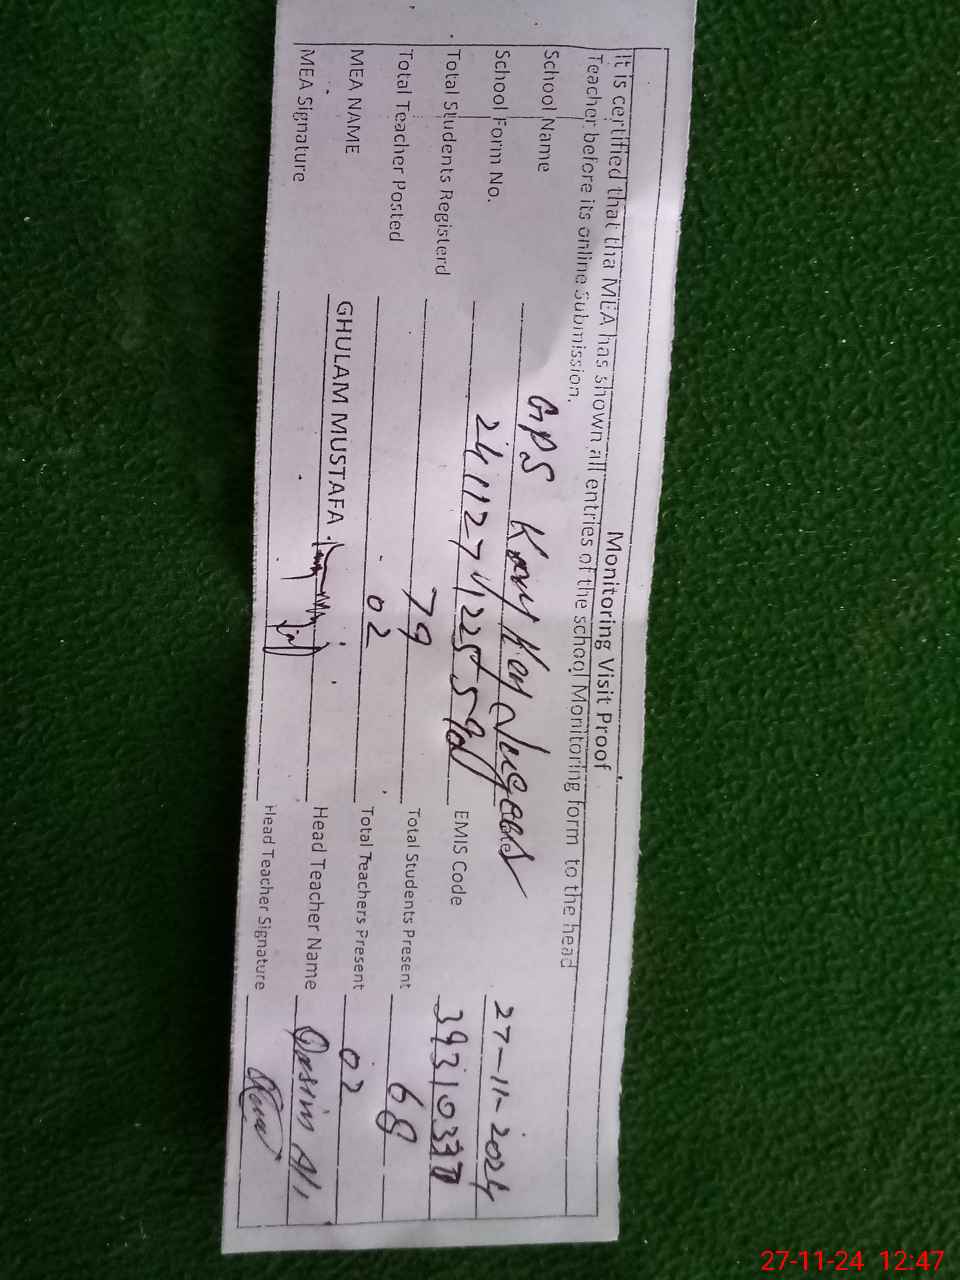 Monitoring Visit Proof
It is certified that tha MEA has shown all entries of the school Monitoring form to the head
Teacher before its online Submission.
School Name GPS 27-11-2024
School Form No. EMIS Code
Total Students Registerd 79 Total Students Present 68
Total Teacher Posted 02 Total Teachers Present 02
MEA NAME GHULAM MUSTAFA Head Teacher Name Qasim Ali
MEA Signature Head Teacher Signature
27-11-24 12:47